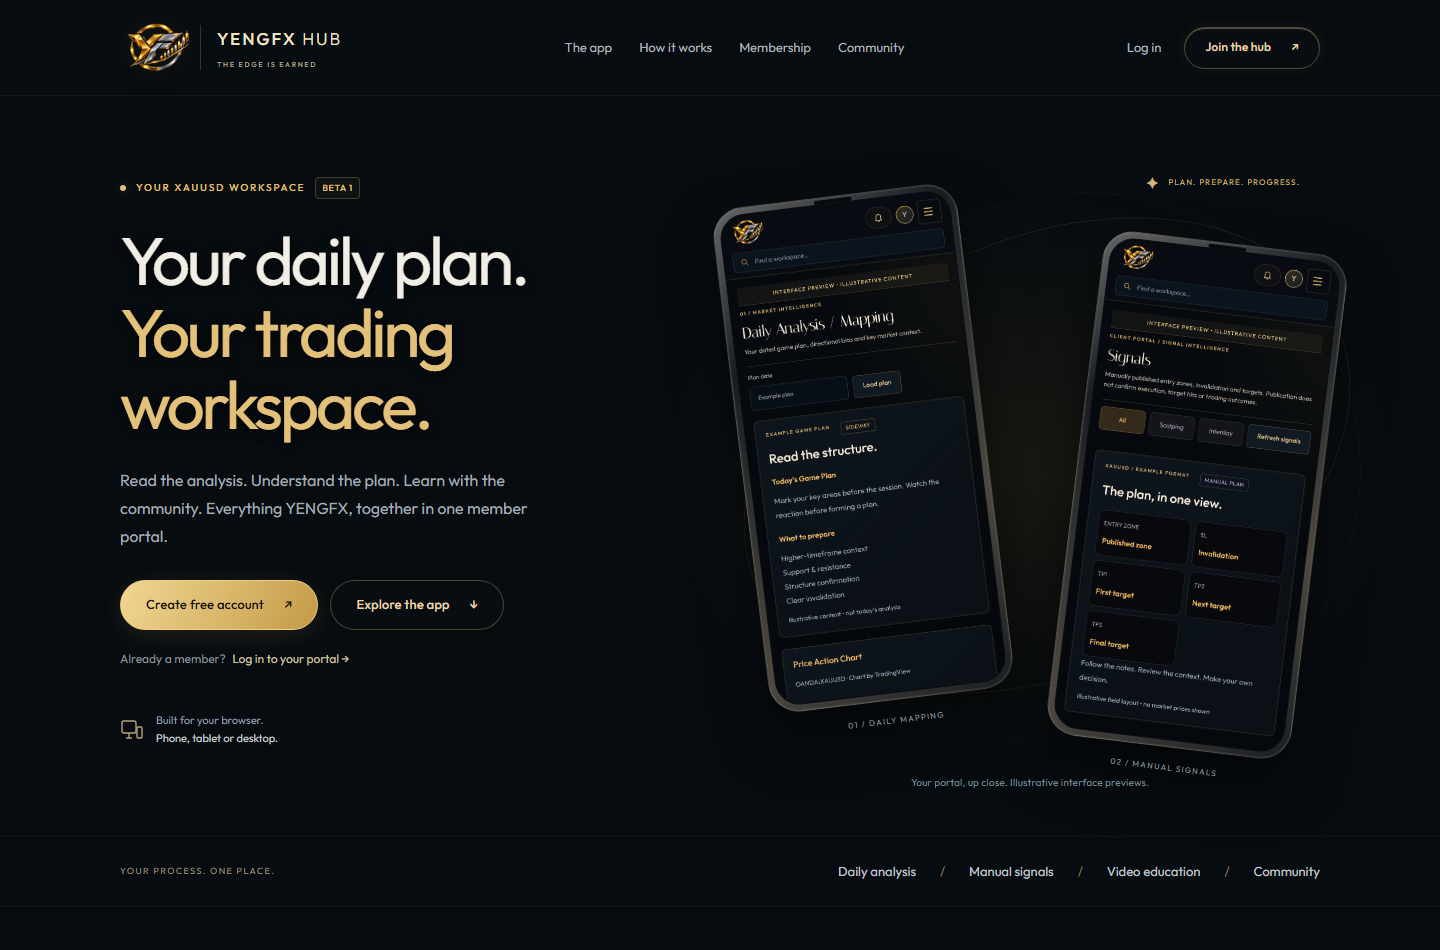 YENGFX HUB
THE EDGE IS EARNED
The app
How it works
Membership
Community
Log in
Join the hub
YOUR XAUUSD WORKSPACE
BETA 1
Your daily plan.
Your trading
workspace.
Read the analysis. Understand the plan. Learn with the
community. Everything YENGFX, together in one member
portal.
Create free account
Explore the app
Already a member? Log in to your portal →
Built for your browser.
Phone, tablet or desktop.
PLAN. PREPARE. PROGRESS.
Y
Find a workspace...
INTERFACE PREVIEW • ILLUSTRATIVE CONTENT
01 / MARKET INTELLIGENCE
Daily Analysis / Mapping
Your dated game plan, directional bias and key market context.
Plan date
Example plan
Load plan
EXAMPLE GAME PLAN
SIDEWAY
Read the structure.
Today's Game Plan
Mark your key areas before the session. Watch the
reaction before forming a plan.
What to prepare
Higher-timeframe context
Support & resistance
Structure confirmation
Clear invalidation
Illustrative content • not today's analysis
Price Action Chart
OANDA:XAUUSD · Chart by TradingView
01 / DAILY MAPPING
Y
Find a workspace...
INTERFACE PREVIEW • ILLUSTRATIVE CONTENT
CLIENT PORTAL / SIGNAL INTELLIGENCE
Signals
Manually published entry zones, invalidation and targets. Publication does
not confirm execution, target hits or trading outcomes.
All
Scalping
Interday
Refresh signals
XAUUSD / EXAMPLE FORMAT
MANUAL PLAN
The plan, in one view.
ENTRY ZONE
Published zone
SL
Invalidation
TP1
First target
TP2
Next target
TP3
Final target
Follow the notes. Review the context. Make your own
decision.
Illustrative field layout • no market prices shown
02 / MANUAL SIGNALS
Your portal, up close. Illustrative interface previews.
YOUR PROCESS. ONE PLACE.
Daily analysis / Manual signals / Video education / Community